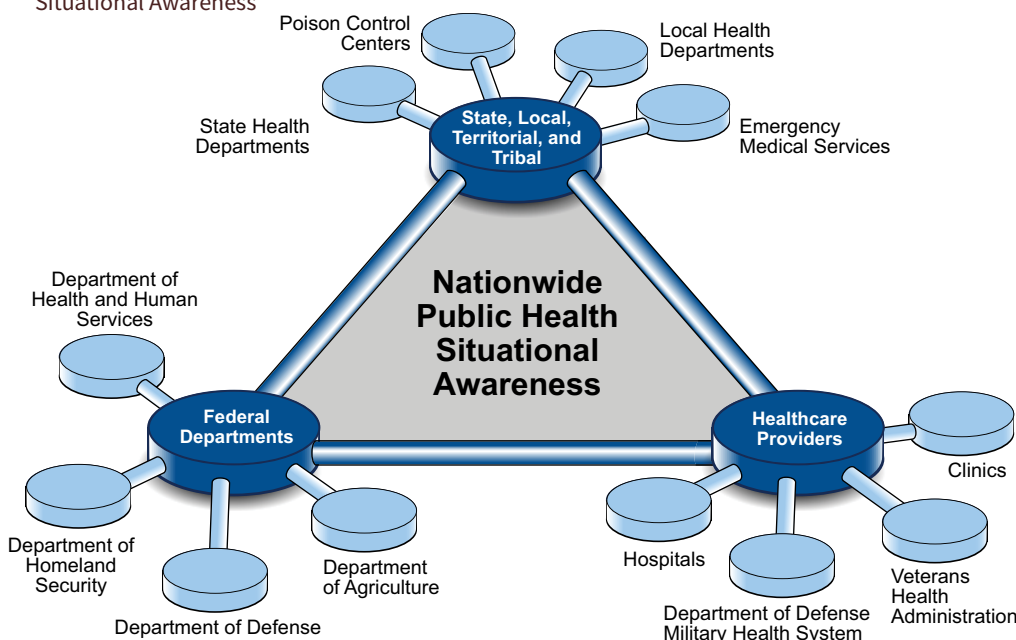 Situational Awareness
Poison Control
Centers
Local Health
Departments
State Health
Departments
State, Local,
Territorial, and
Tribal
Emergency
Medical Services
Nationwide
Public Health
Situational
Awareness
Department of
Health and Human
Services
Federal
Departments
Healthcare
Providers
Clinics
Department of
Homeland
Security
Department of Defense
Department
of Agriculture
Hospitals
Department of Defense
Military Health System
Veterans
Health
Administration